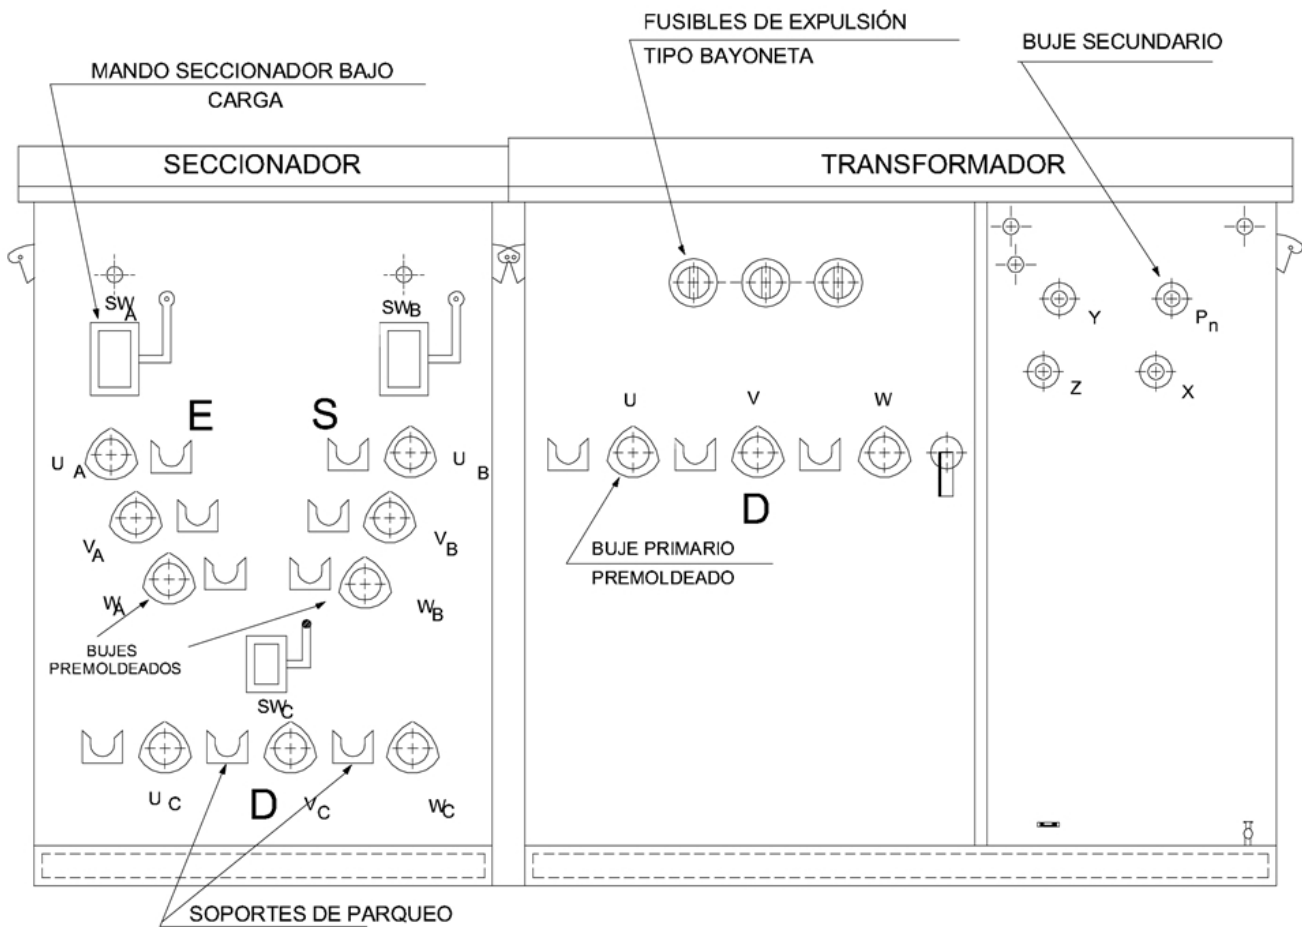 FUSIBLES DE EXPULSIÓN
TIPO BAYONETA
BUJE SECUNDARIO
MANDO SECCIONADOR BAJO
CARGA
SECCIONADOR
TRANSFORMADOR
SWA
SWB
Y
Pn
Z
X
E
S
U
V
W
UA
UB
D
VA
VB
BUJE PRIMARIO
PREMOLDEADO
WA
WB
BUJES
PREMOLDEADOS
SWC
UC
D
VC
WC
SOPORTES DE PARQUEO